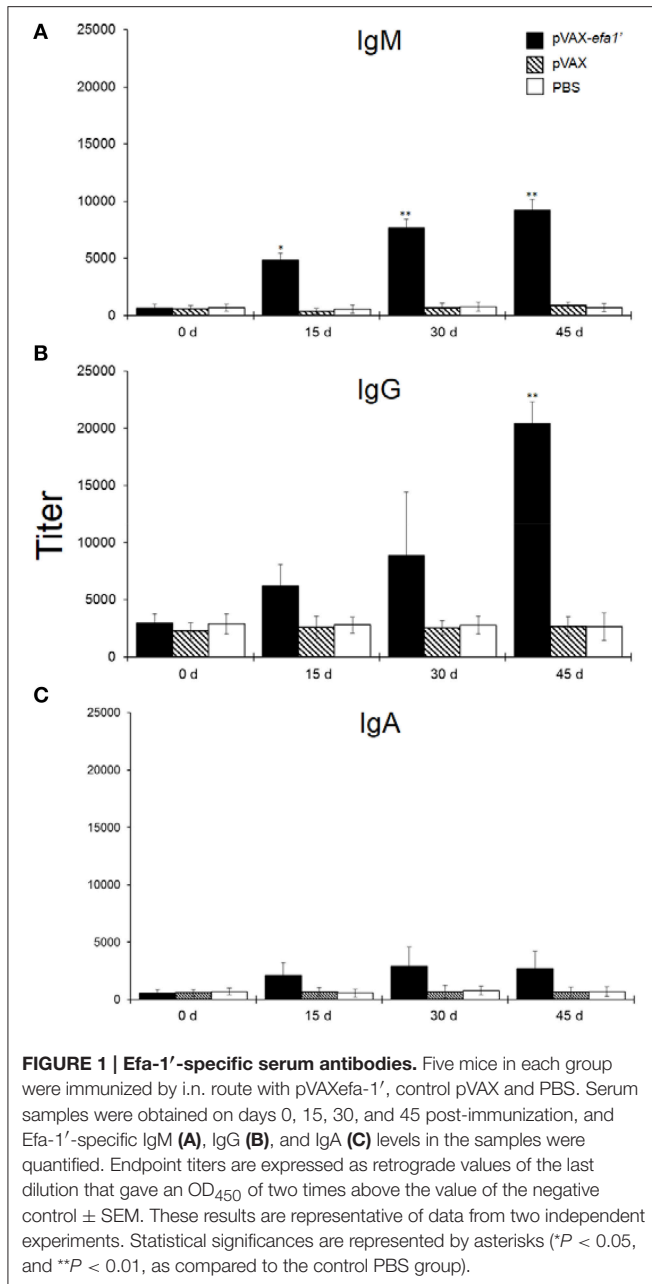 A
IgM
25000
pVAX-efa1'
pVAX
20000
PBS
15000
10000
**
**
*
5000
0
0 d 15 d 30 d 45 d
B
25000
IgG
**
20000
15000
Titer
10000
5000
0
0 d 15 d 30 d 45 d
C
25000
IgA
20000
15000
10000
5000
0
0 d 15 d 30 d 45 d
FIGURE 1 | Efa-1′-specific serum antibodies. Five mice in each group
were immunized by i.n. route with pVAXefa-1′, control pVAX and PBS. Serum
samples were obtained on days 0, 15, 30, and 45 post-immunization, and
Efa-1′-specific IgM (A), IgG (B), and IgA (C) levels in the samples were
quantified. Endpoint titers are expressed as retrograde values of the last
dilution that gave an OD450 of two times above the value of the negative
control ± SEM. These results are representative of data from two independent
experiments. Statistical significances are represented by asterisks (*P < 0.05,
and **P < 0.01, as compared to the control PBS group).